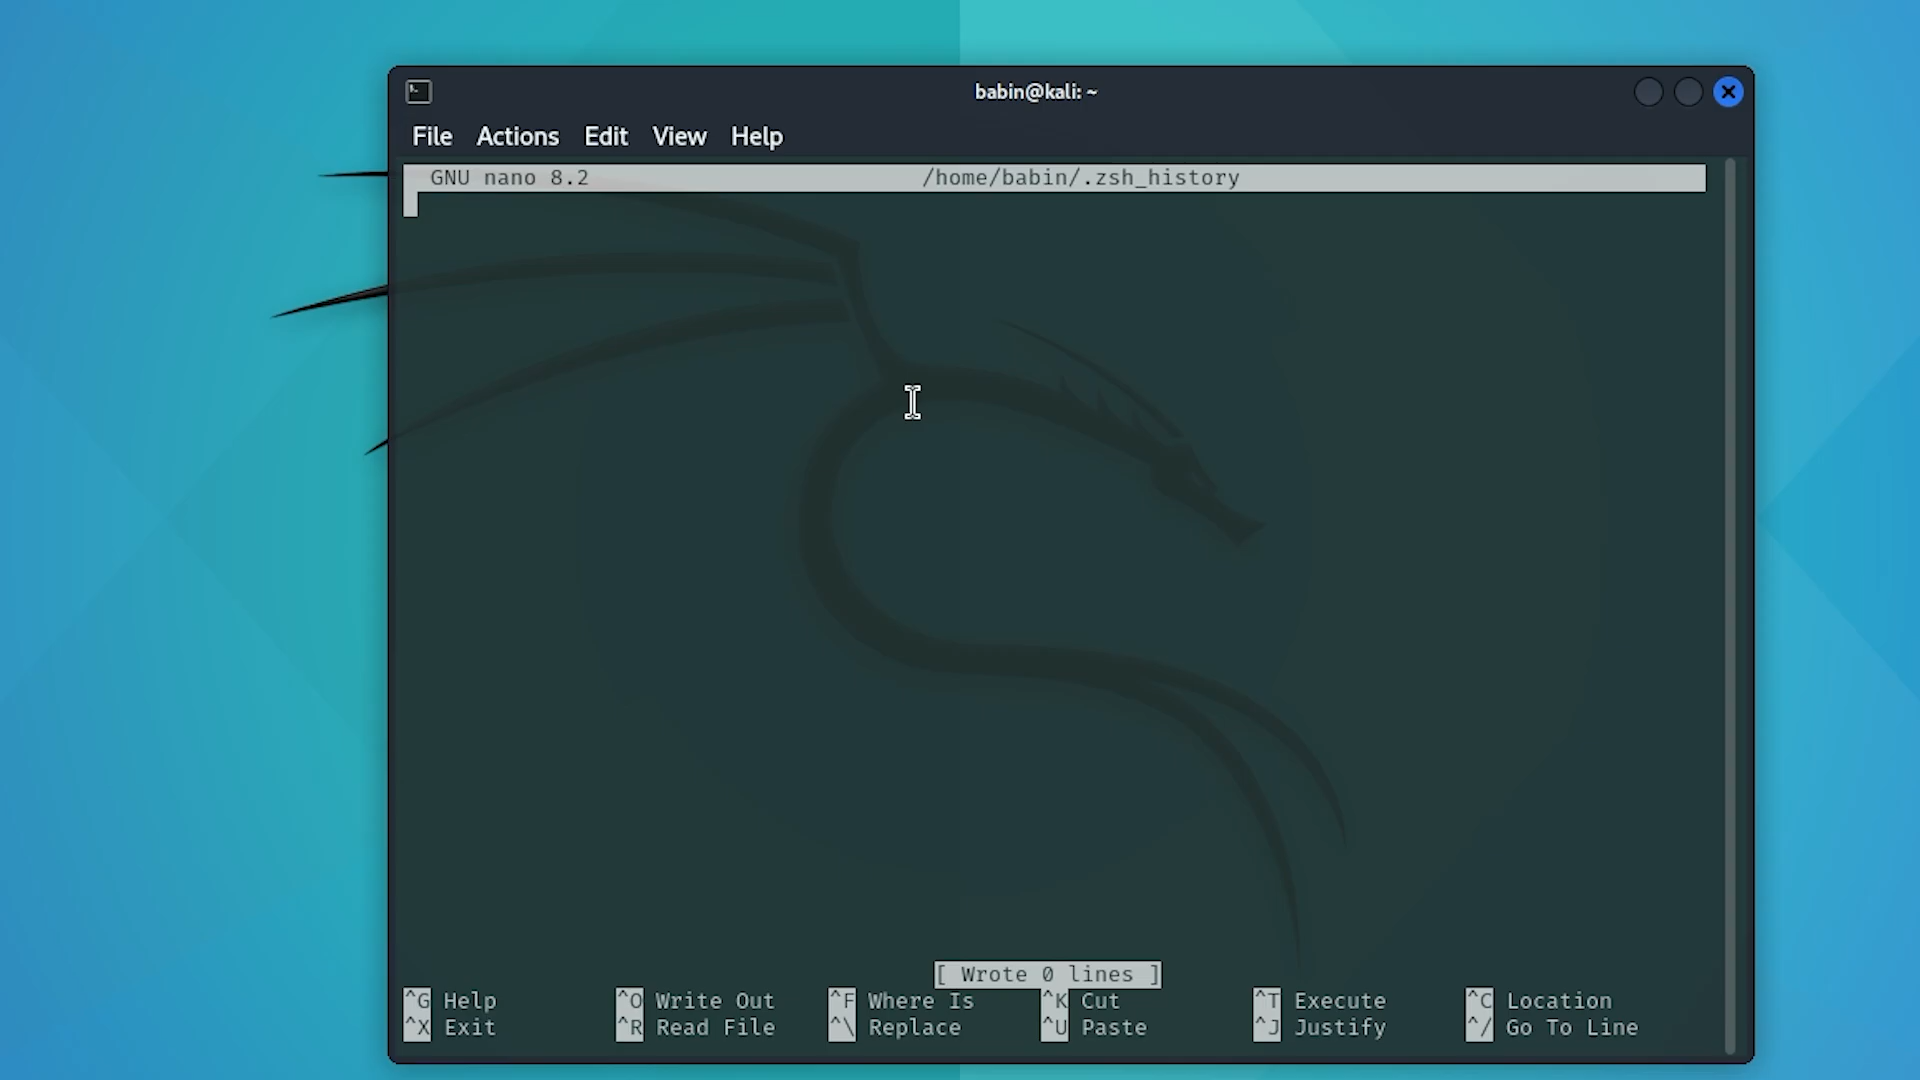 babin@kali: ~
File Actions Edit View Help
GNU nano 8.2 /home/babin/.zsh_history
[ Wrote 0 lines ]
^G Help ^O Write Out ^F Where Is ^K Cut ^T Execute ^C Location
^X Exit ^R Read File ^\ Replace ^U Paste ^J Justify ^/ Go To Line